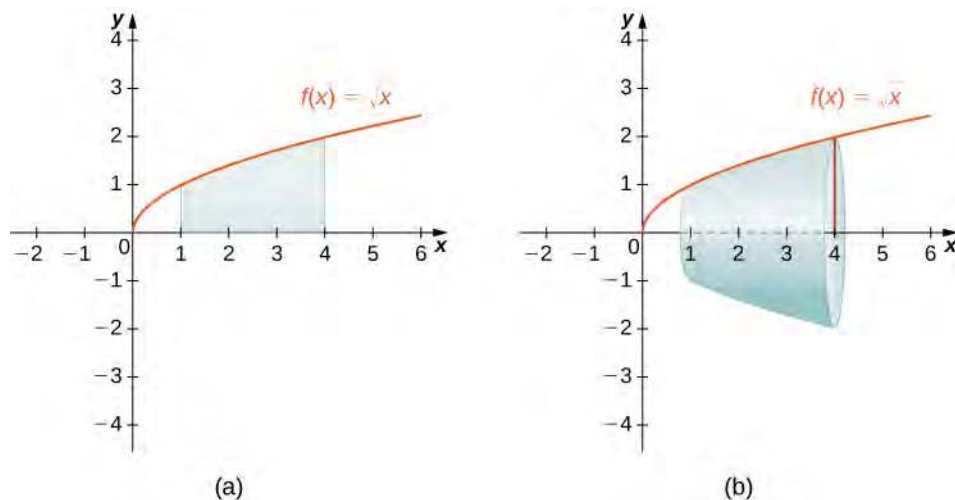 y y
4 4
3 3
f(x) = √x f(x) = √x
2 2
1 1
−2 −1 0 1 2 3 4 5 6 x −2 −1 0 1 2 3 4 5 6 x
−1 −1
−2 −2
−3 −3
−4 −4
(a) (b)